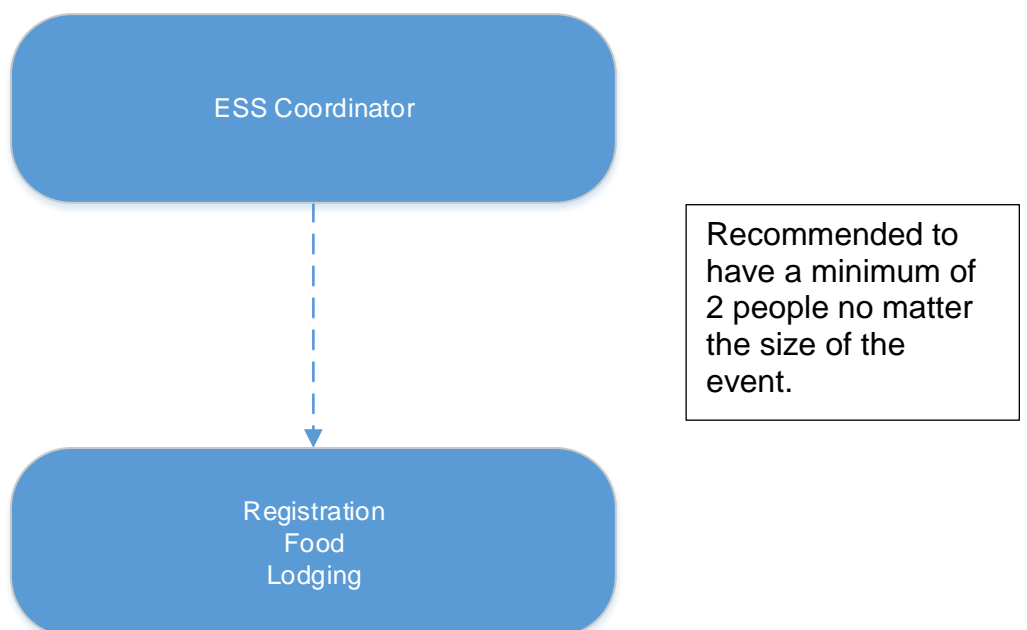 ESS Coordinator
Recommended to
have a minimum of
2 people no matter
the size of the
event.
Registration
Food
Lodging